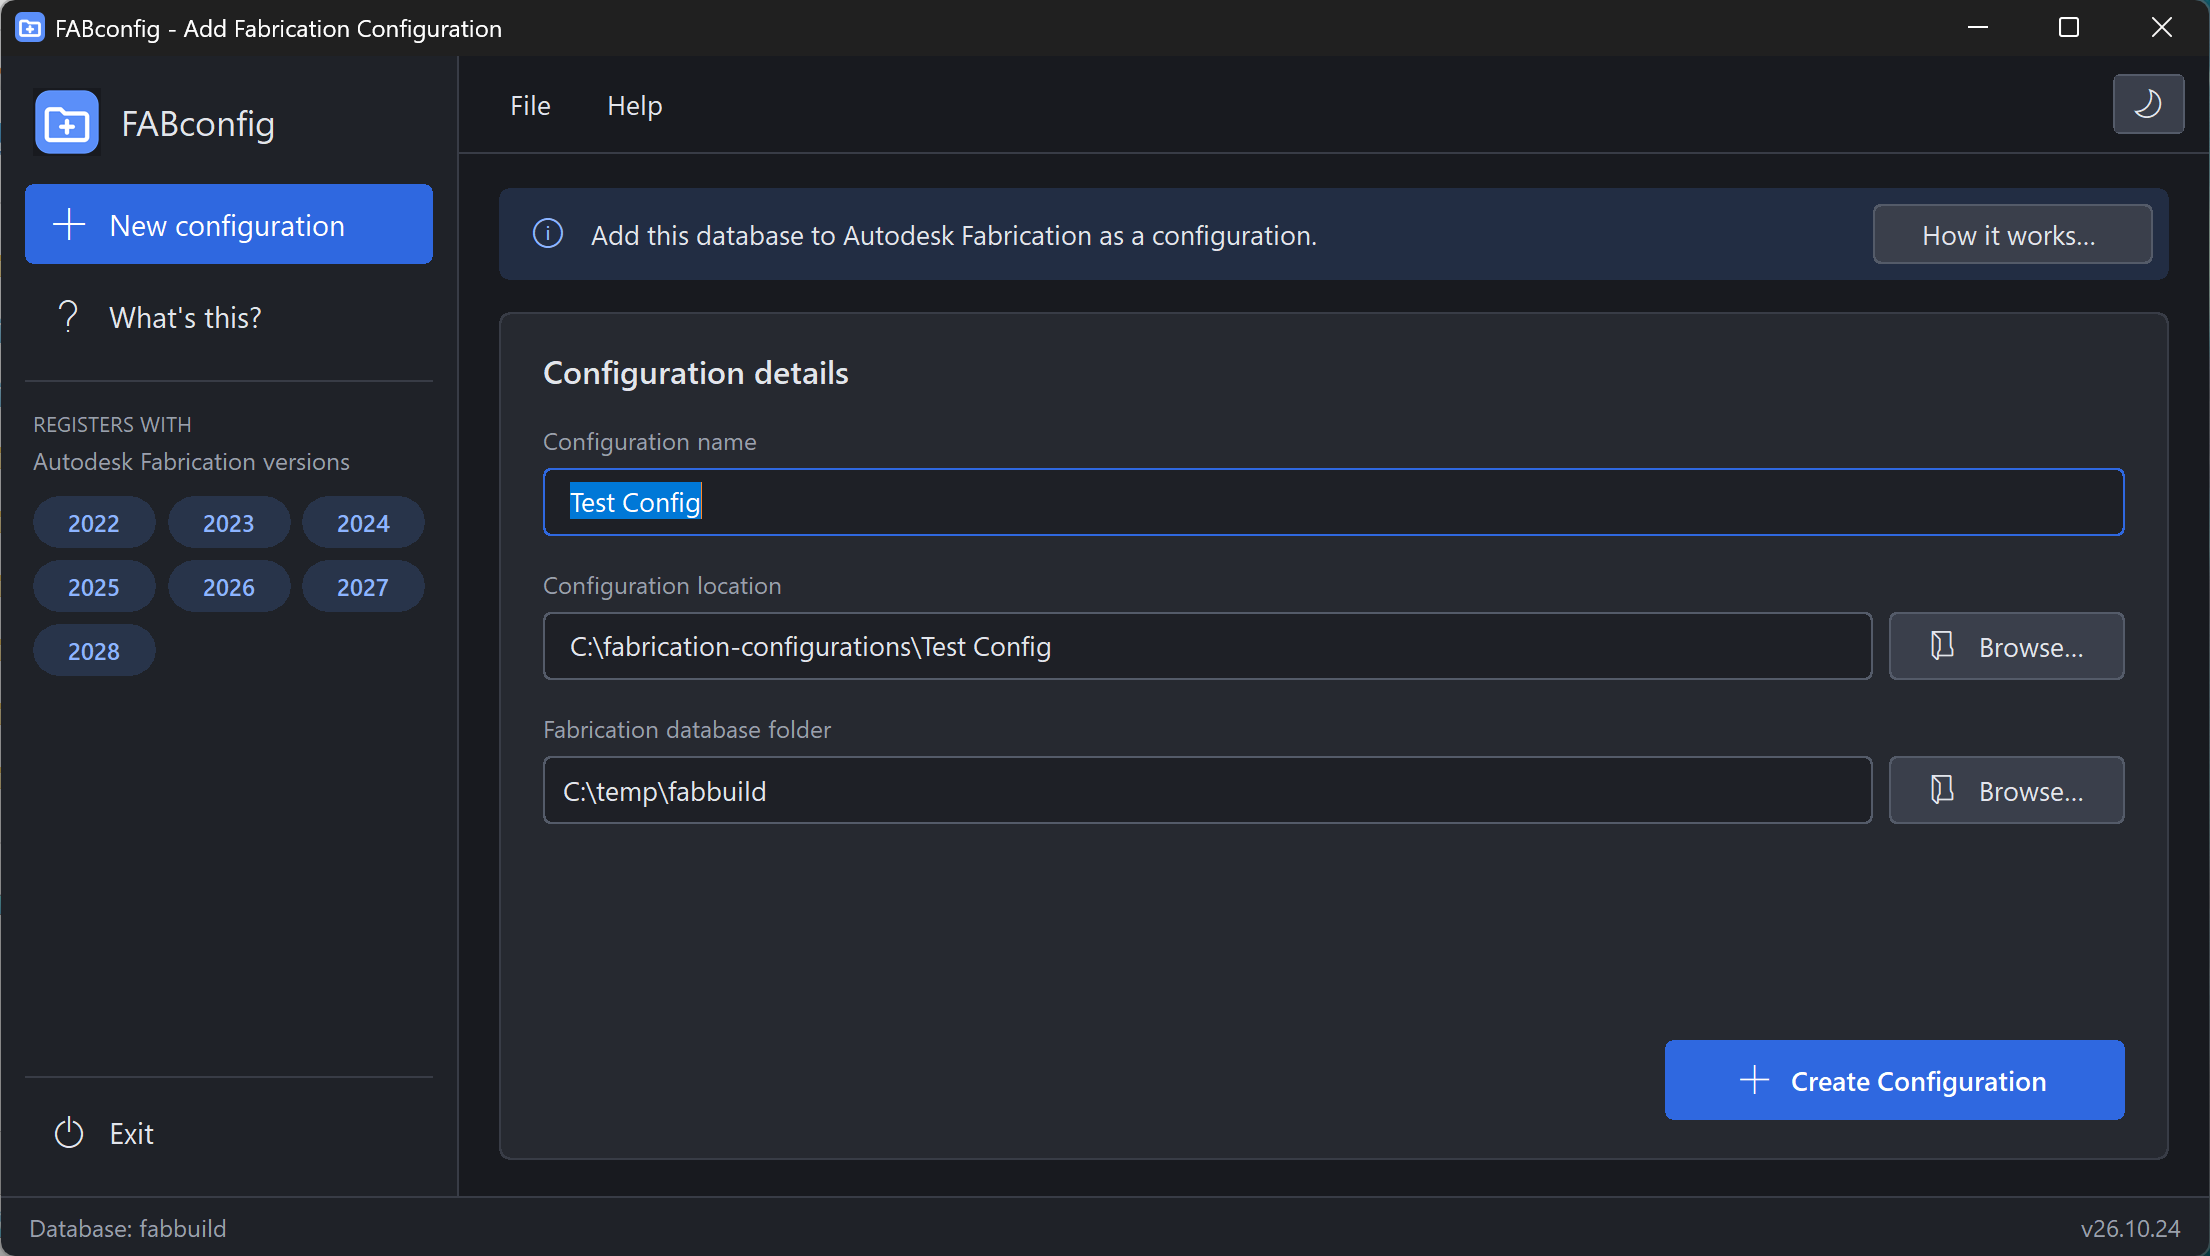 FABconfig - Add Fabrication Configuration
FABconfig
New configuration
? What's this?
REGISTERS WITH
Autodesk Fabrication versions
2022 2023 2024
2025 2026 2027
2028
Exit
File Help
Add this database to Autodesk Fabrication as a configuration.
How it works...
Configuration details
Configuration name
Test Config
Configuration location
C:\fabrication-configurations\Test Config
Browse...
Fabrication database folder
C:\temp\fabbuild
Browse...
Create Configuration
Database: fabbuild
v26.10.24